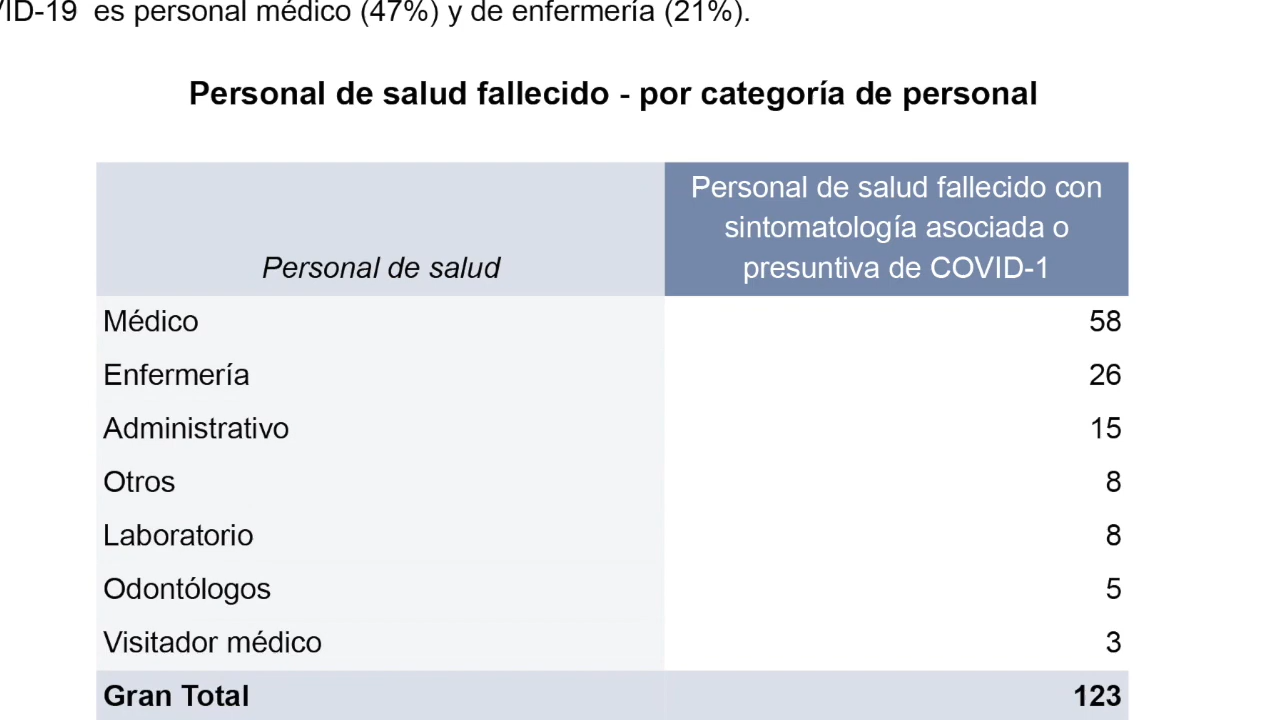 VID-19 es personal médico (47%) y de enfermería (21%).
Personal de salud fallecido - por categoría de personal
Personal de salud
Personal de salud fallecido con
sintomatología asociada o
presuntiva de COVID-1
Médico 58
Enfermería 26
Administrativo 15
Otros 8
Laboratorio 8
Odontólogos 5
Visitador médico 3
Gran Total 123